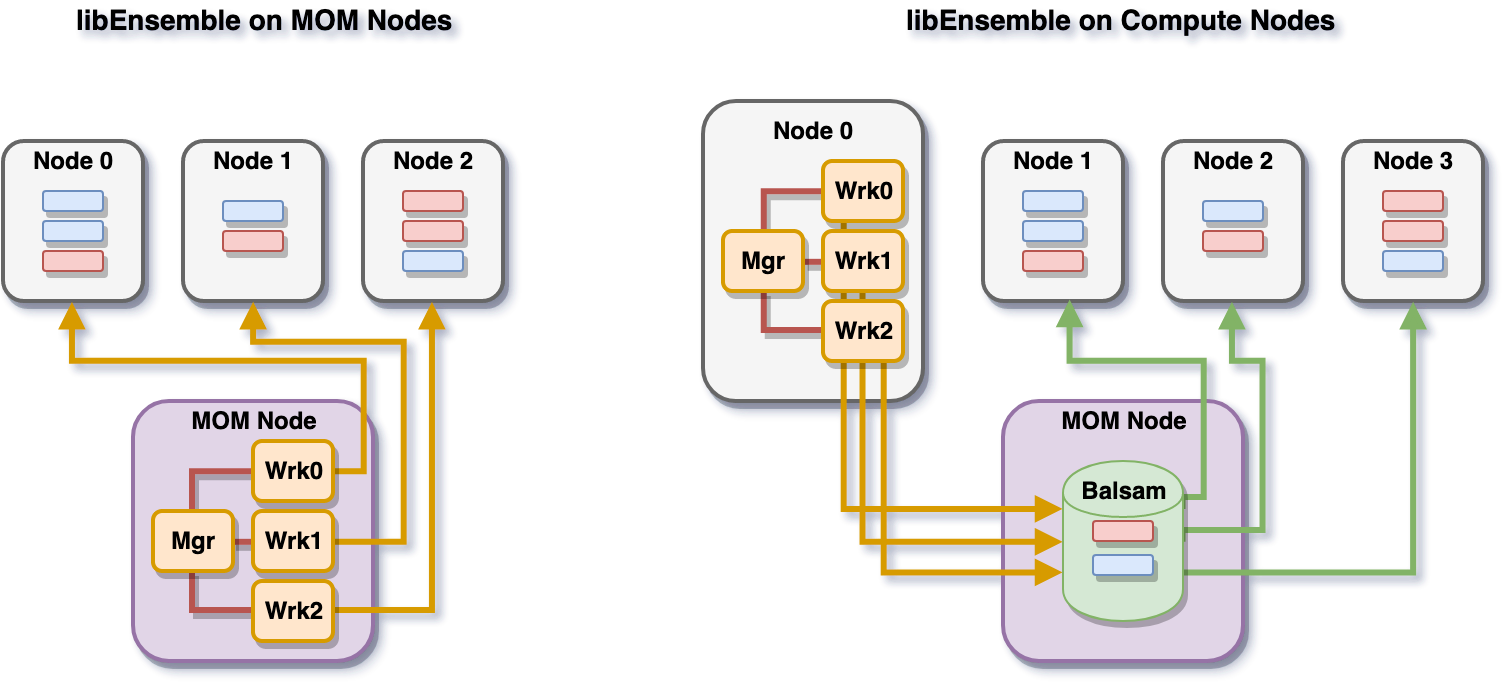 libEnsemble on MOM Nodes
Node 0
Node 1
Node 2
MOM Node
Wrk0
Mgr
Wrk1
Wrk2
libEnsemble on Compute Nodes
Node 0
Wrk0
Mgr
Wrk1
Wrk2
Node 1
Node 2
Node 3
MOM Node
Balsam